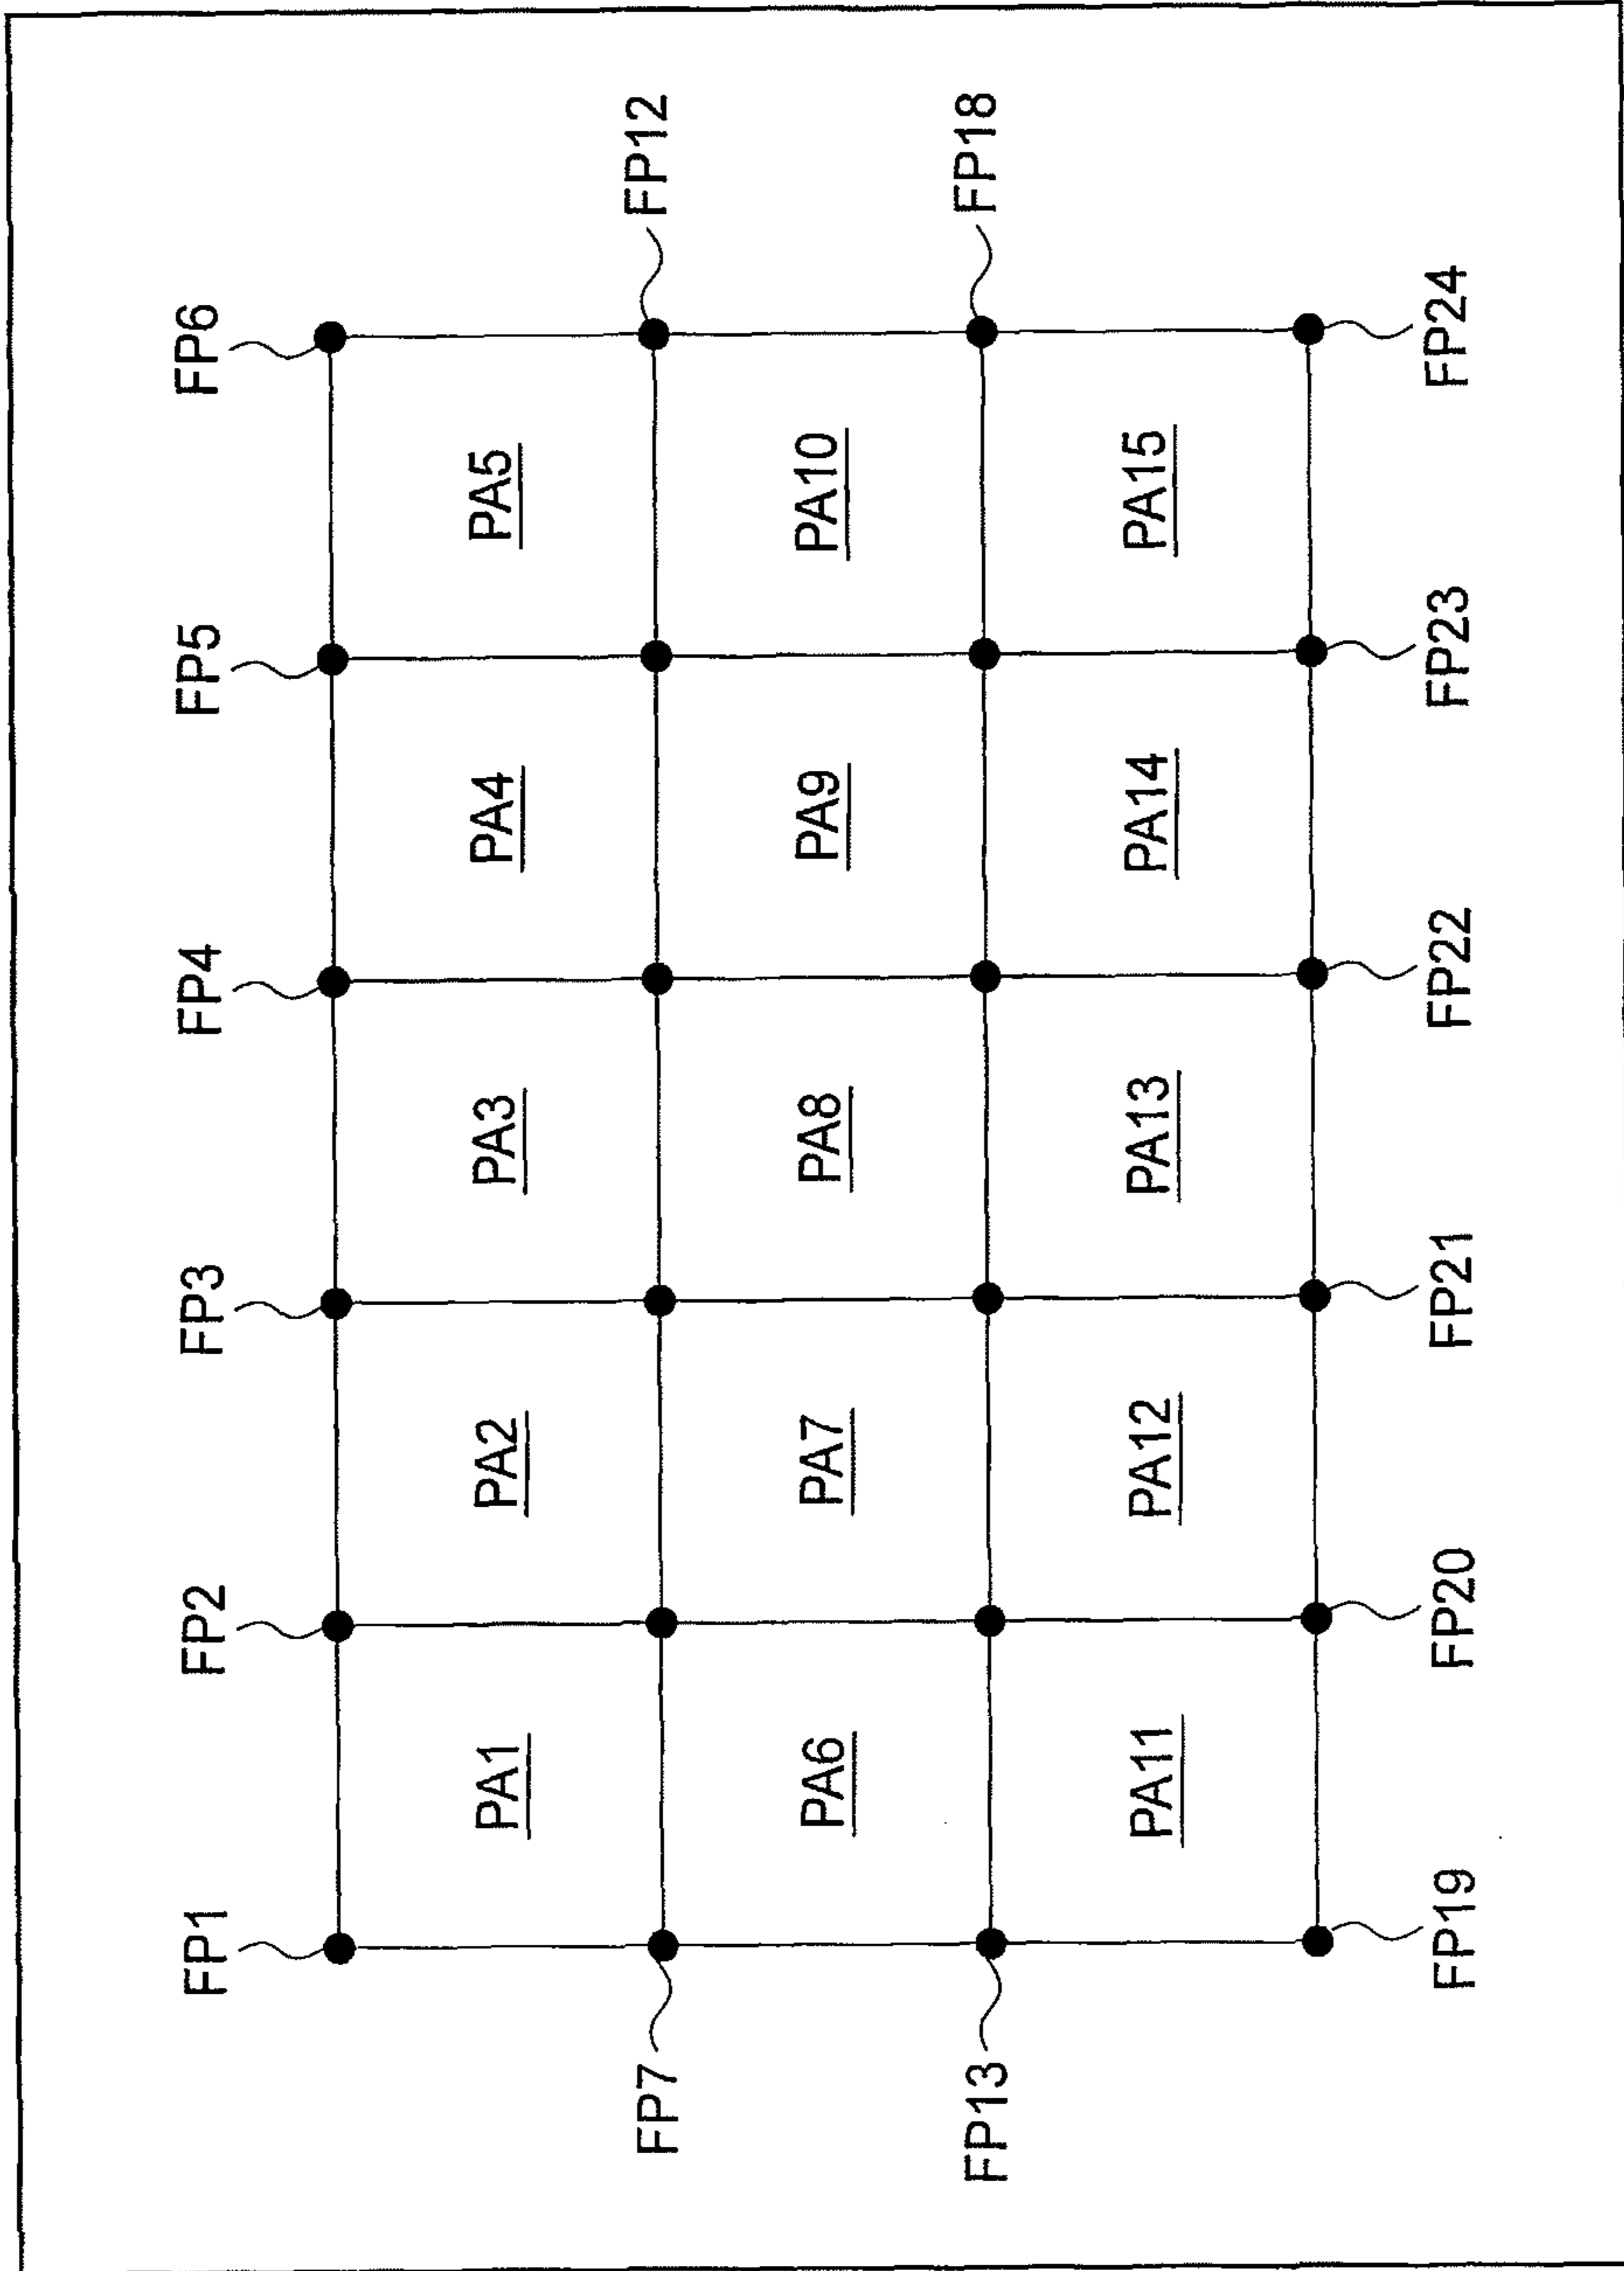 FP1 FP2 FP3 FP4 FP5 FP6
PA1 PA2 PA3 PA4 PA5
FP7 FP12
PA6 PA7 PA8 PA9 PA10
FP13 FP18
PA11 PA12 PA13 PA14 PA15
FP19 FP20 FP21 FP22 FP23 FP24